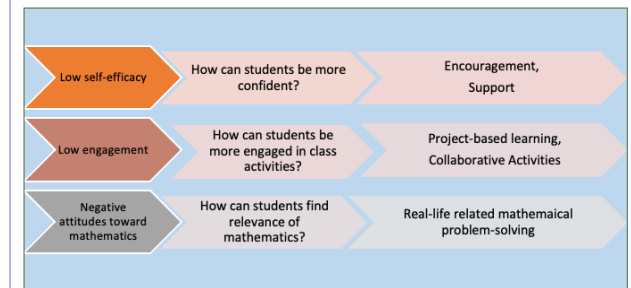 Low self-efficacy
How can students be more
confident?
Encouragement,
Support
Low engagement
How can students be
more engaged in class
activities?
Project-based learning,
Collaborative Activities
Negative
attitudes toward
mathematics
How can students find
relevance of
mathematics?
Real-life related mathemaical
problem-solving